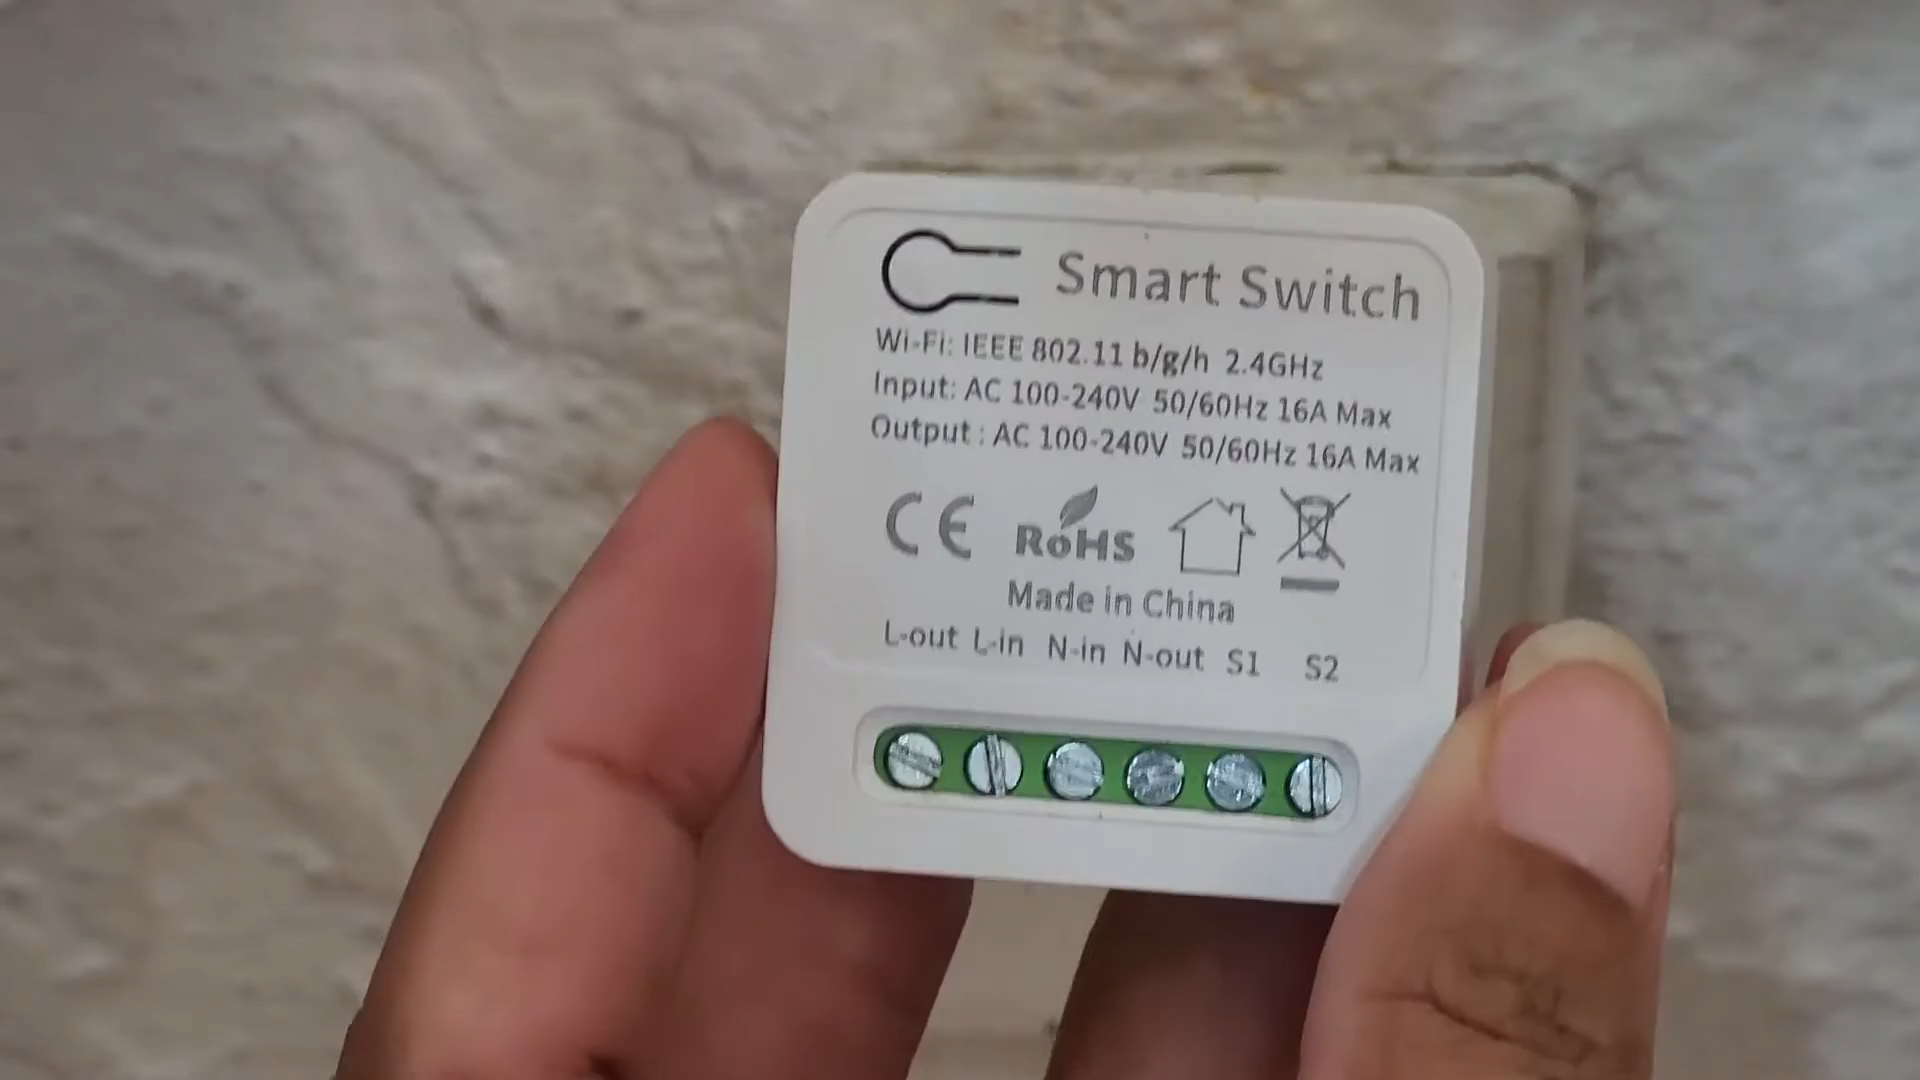 Smart Switch
Wi-Fi: IEEE 802.11 b/g/h 2.4GHz
Input: AC 100-240V 50/60Hz 16A Max
Output : AC 100-240V 50/60Hz 16A Max
CE RoHS
Made in China
L-out L-in N-in N-out S1 S2